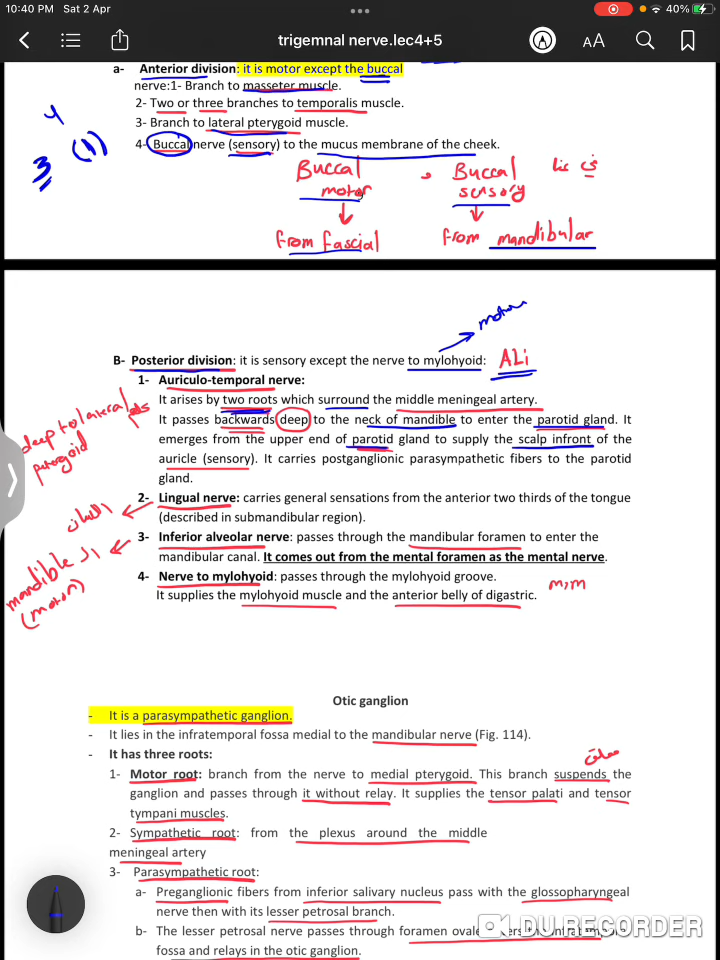 10:40 PM Sat 2 Apr
40%
trigemnal nerve.lec4+5
AA
a- Anterior division: it is motor except the buccal
nerve:1- Branch to masseter muscle.
2- Two or three branches to temporalis muscle.
3- Branch to lateral pterygoid muscle.
4- Buccal nerve (sensory) to the mucus membrane of the cheek.
3 (1)
Buccal motor
from fascial
Buccal sensory
from mandibular
motor
B- Posterior division: it is sensory except the nerve to mylohyoid:
ALi
1- Auriculo-temporal nerve:
It arises by two roots which surround the middle meningeal artery.
It passes backwards deep to the neck of mandible to enter the parotid gland. It
emerges from the upper end of parotid gland to supply the scalp infront of the
auricle (sensory). It carries postganglionic parasympathetic fibers to the parotid
gland.
deep to lateral
pterygoid
2- Lingual nerve: carries general sensations from the anterior two thirds of the tongue
(described in submandibular region).
اللسان
3- Inferior alveolar nerve: passes through the mandibular foramen to enter the
mandibular canal. It comes out from the mental foramen as the mental nerve.
ال mandible
(motor)
4- Nerve to mylohyoid: passes through the mylohyoid groove.
It supplies the mylohyoid muscle and the anterior belly of digastric.
m,m
Otic ganglion
- It is a parasympathetic ganglion.
- It lies in the infratemporal fossa medial to the mandibular nerve (Fig. 114).
- It has three roots:
1- Motor root: branch from the nerve to medial pterygoid. This branch suspends the
ganglion and passes through it without relay. It supplies the tensor palati and tensor
tympani muscles.
2- Sympathetic root: from the plexus around the middle
meningeal artery
3- Parasympathetic root:
a- Preganglionic fibers from inferior salivary nucleus pass with the glossopharyngeal
nerve then with its lesser petrosal branch.
b- The lesser petrosal nerve passes through foramen ovale
fossa and relays in the otic ganglion.
DU RECORDER